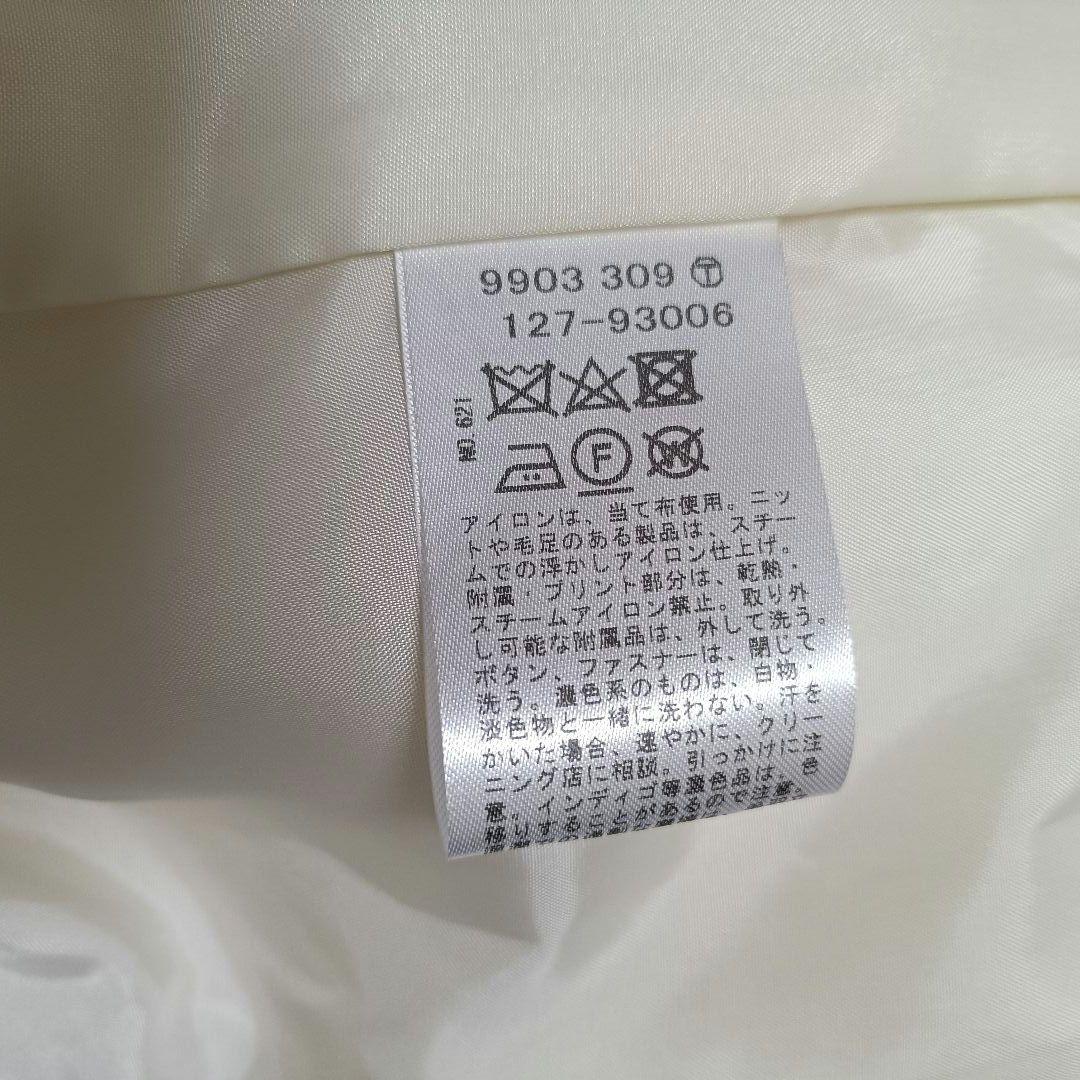 9903 309 Ⓣ
127-93006
NO 621
F
W
アイロンは、当て布使用。ニッ
トや毛足のある製品は、スチー
ムでの浮かしアイロン仕上げ。
附属・プリント部分は、乾熱・
スチームアイロン禁止。取り外
し可能な附属品は、外して洗う。
ボタン、ファスナーは、閉じて
洗う。濃色系のものは、白物・
淡色物と一緒に洗わない。汗を
かいた場合、速やかに、クリー
ニング店に相談。引っかけに注
意。インディゴ等濃色品は、色
移りすることがあるので注意。